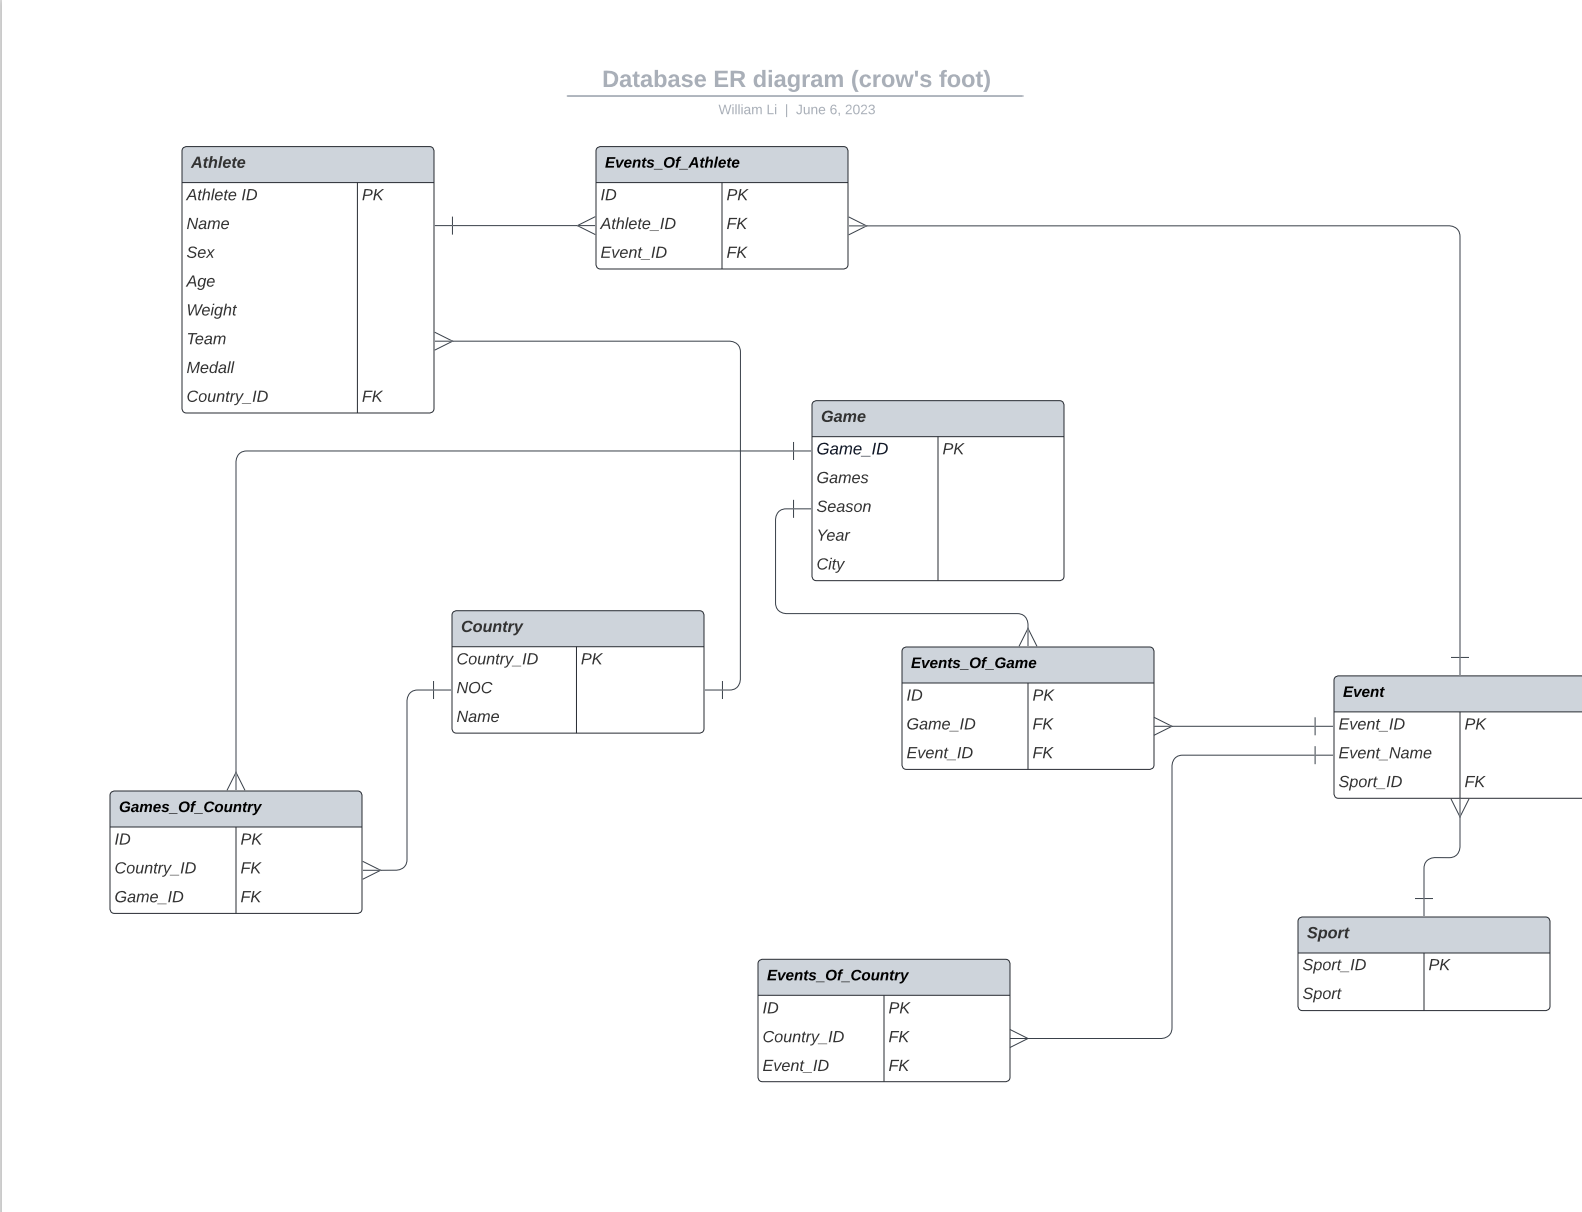 Database ER diagram (crow's foot)
William Li | June 6, 2023
Athlete
Athlete ID PK
Name
Sex
Age
Weight
Team
Medall
Country_ID FK
Events_Of_Athlete
ID PK
Athlete_ID FK
Event_ID FK
Game
Game_ID PK
Games
Season
Year
City
Country
Country_ID PK
NOC
Name
Events_Of_Game
ID PK
Game_ID FK
Event_ID FK
Event
Event_ID PK
Event_Name
Sport_ID FK
Games_Of_Country
ID PK
Country_ID FK
Game_ID FK
Sport
Sport_ID PK
Sport
Events_Of_Country
ID PK
Country_ID FK
Event_ID FK